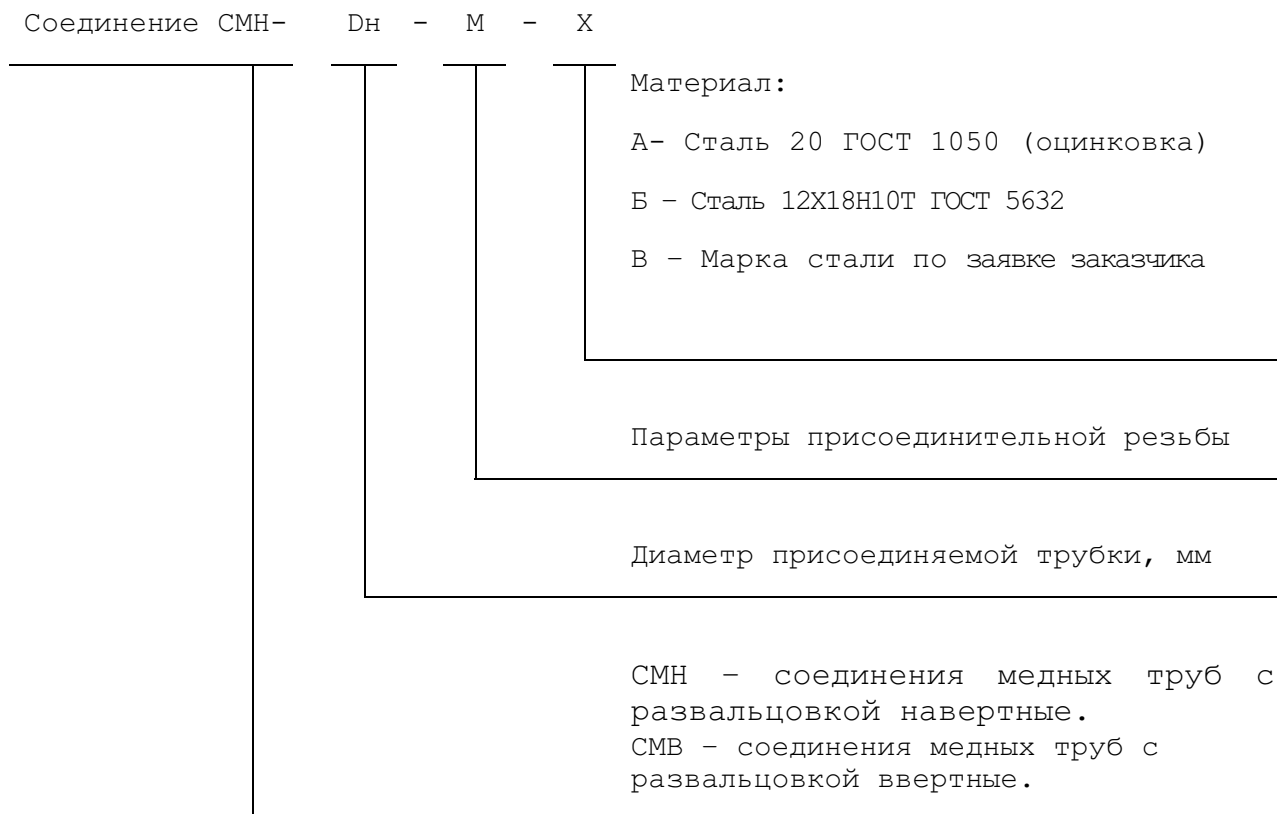 Соединение СМН- Dн - М - Х
Материал:
А- Сталь 20 ГОСТ 1050 (оцинковка)
Б – Сталь 12Х18Н10Т ГОСТ 5632
В – Марка стали по заявке заказчика
Параметры присоединительной резьбы
Диаметр присоединяемой трубки, мм
СМН – соединения медных труб с
развальцовкой навертные.
СМВ – соединения медных труб с
развальцовкой ввертные.